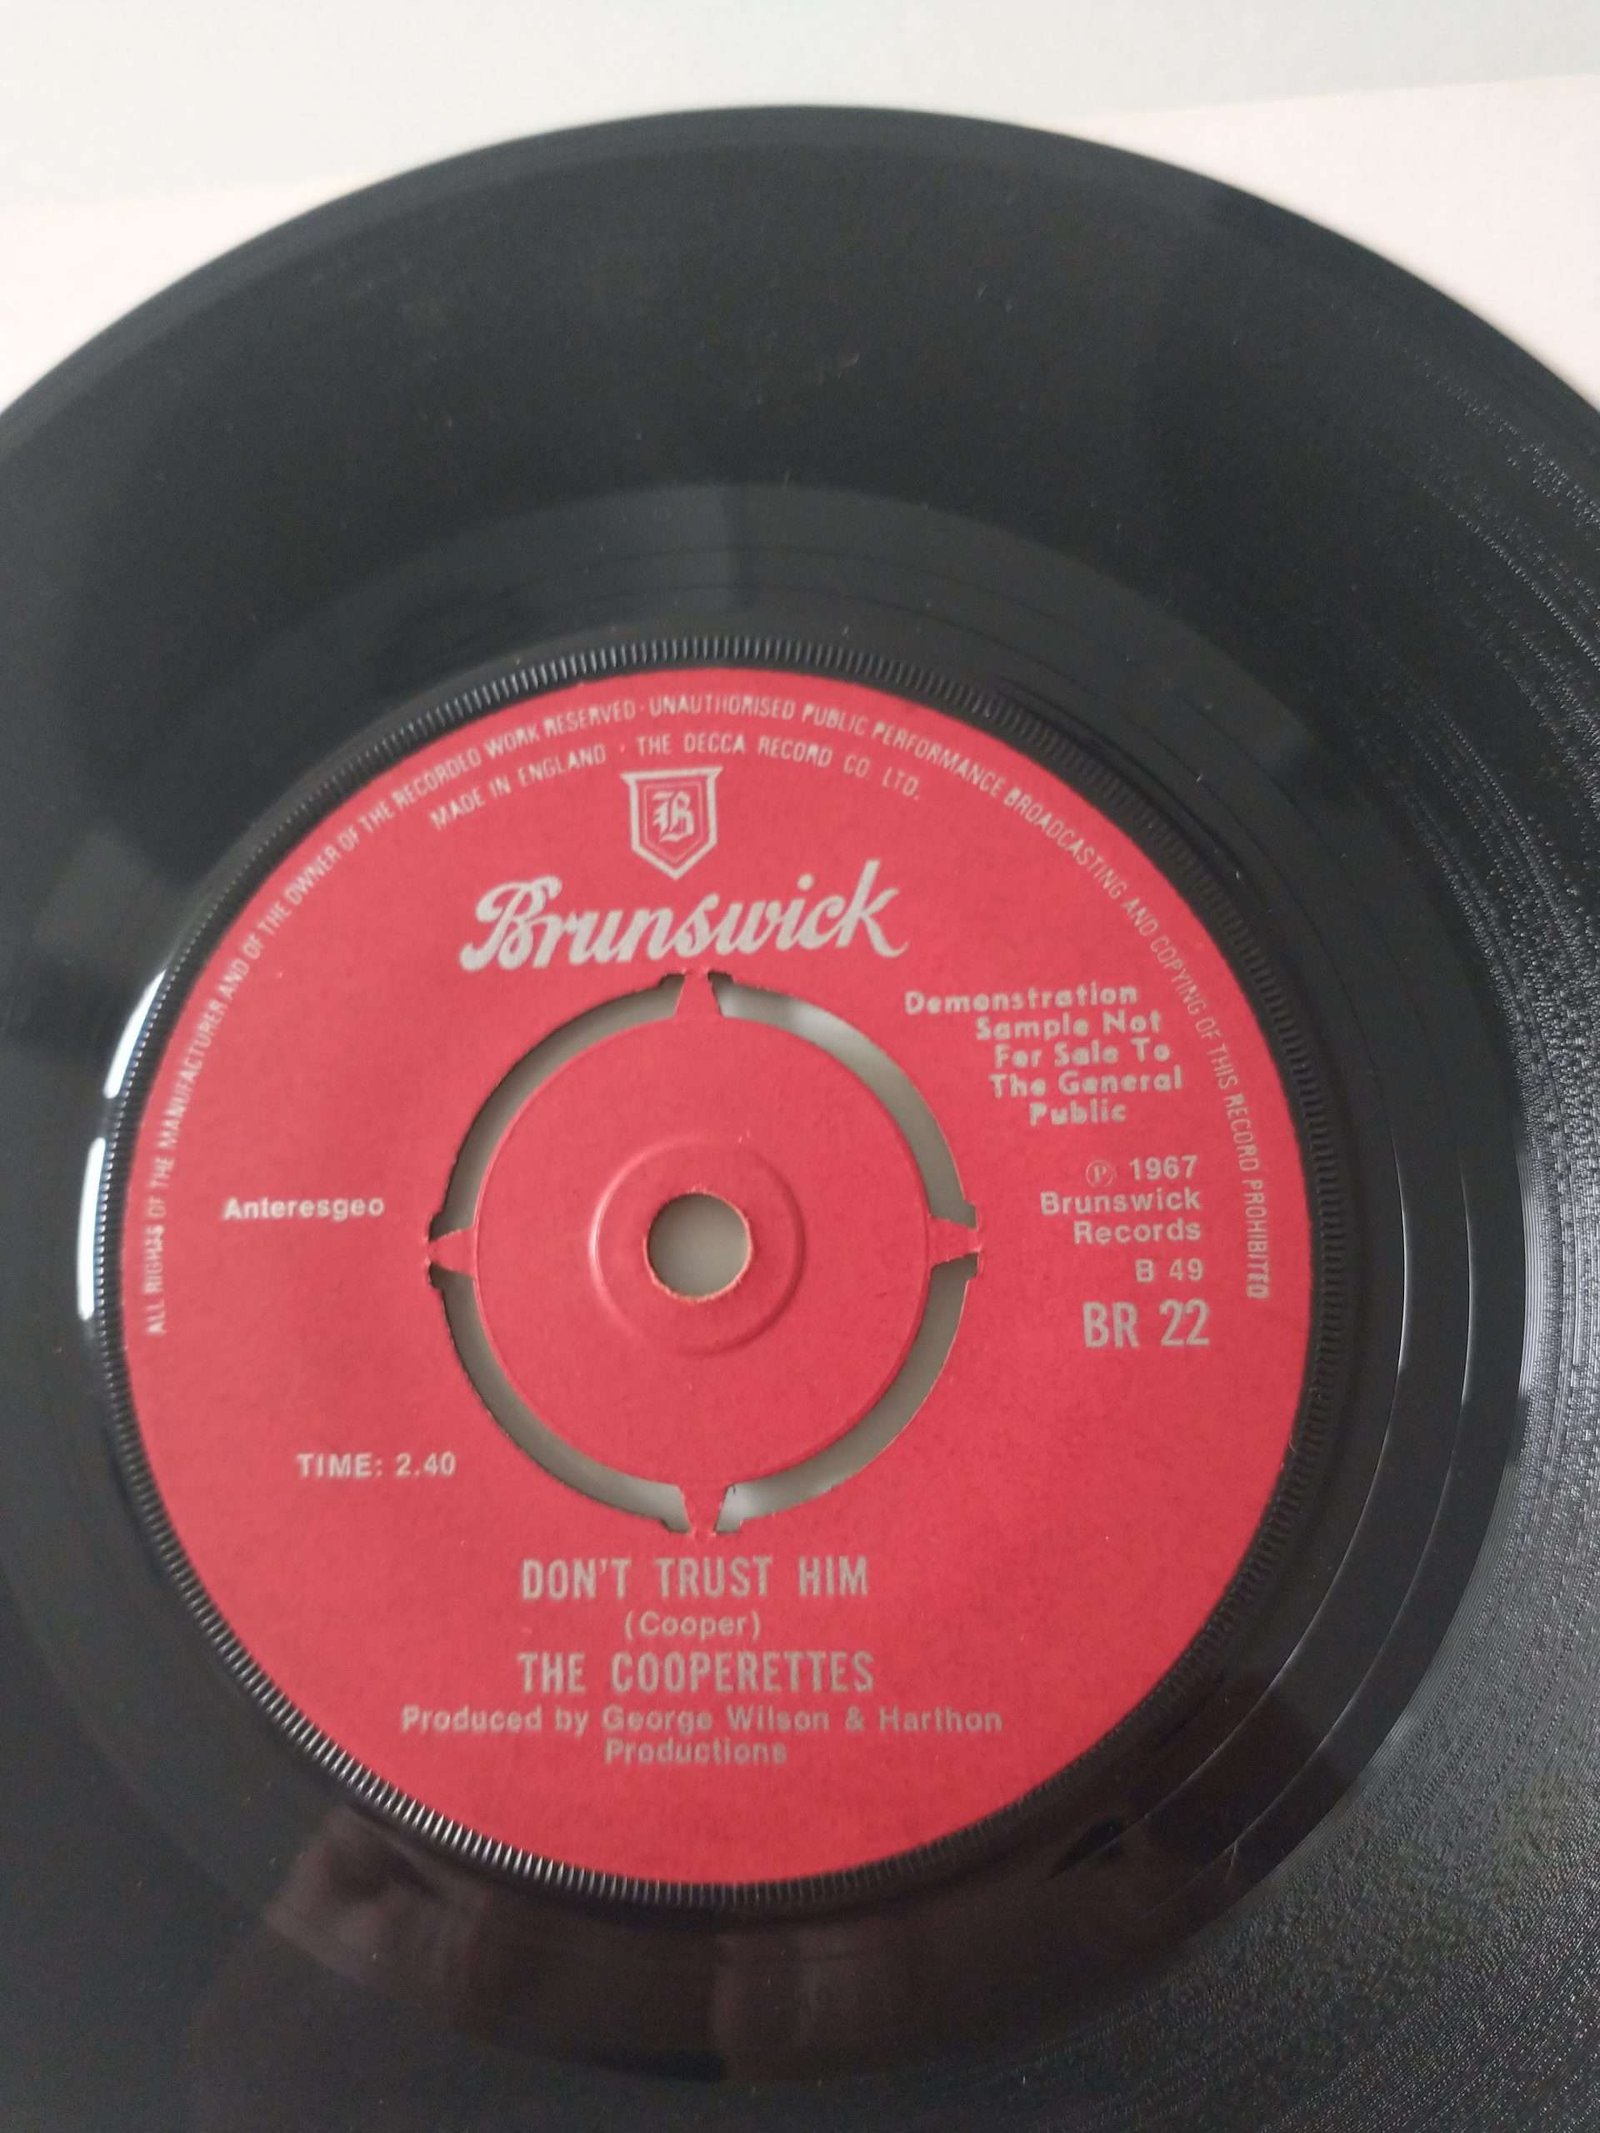 ALL RIGHTS OF THE MANUFACTURER AND OF THE OWNER OF THE RECORDED WORK RESERVED · UNAUTHORISED PUBLIC PERFORMANCE BROADCASTING AND COPYING OF THIS RECORD PROHIBITED
MADE IN ENGLAND · THE DECCA RECORD CO. LTD.
B
Brunswick
Demonstration
Sample Not
For Sale To
The General
Public
℗ 1967
Brunswick
Records
B 49
BR 22
Anteresgeo
TIME: 2.40
DON'T TRUST HIM
(Cooper)
THE COOPERETTES
Produced by George Wilson & Harthon
Productions